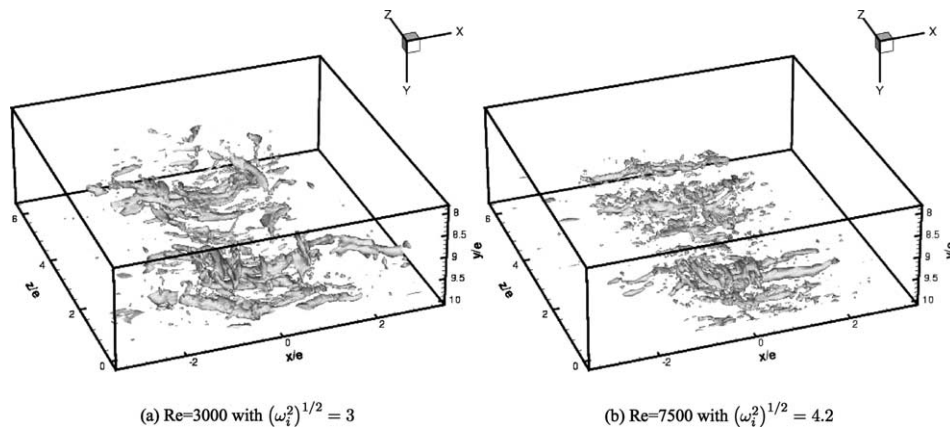 Z
X
Y
6
4
2
0
z/e
-2
0
2
x/e
8
8.5
9
9.5
10
y/e
(a) Re=3000 with (ω_i^2)^{1/2} = 3
Z
X
Y
6
4
2
0
z/e
-2
0
2
x/e
8
8.5
9
9.5
10
y/e
(b) Re=7500 with (ω_i^2)^{1/2} = 4.2